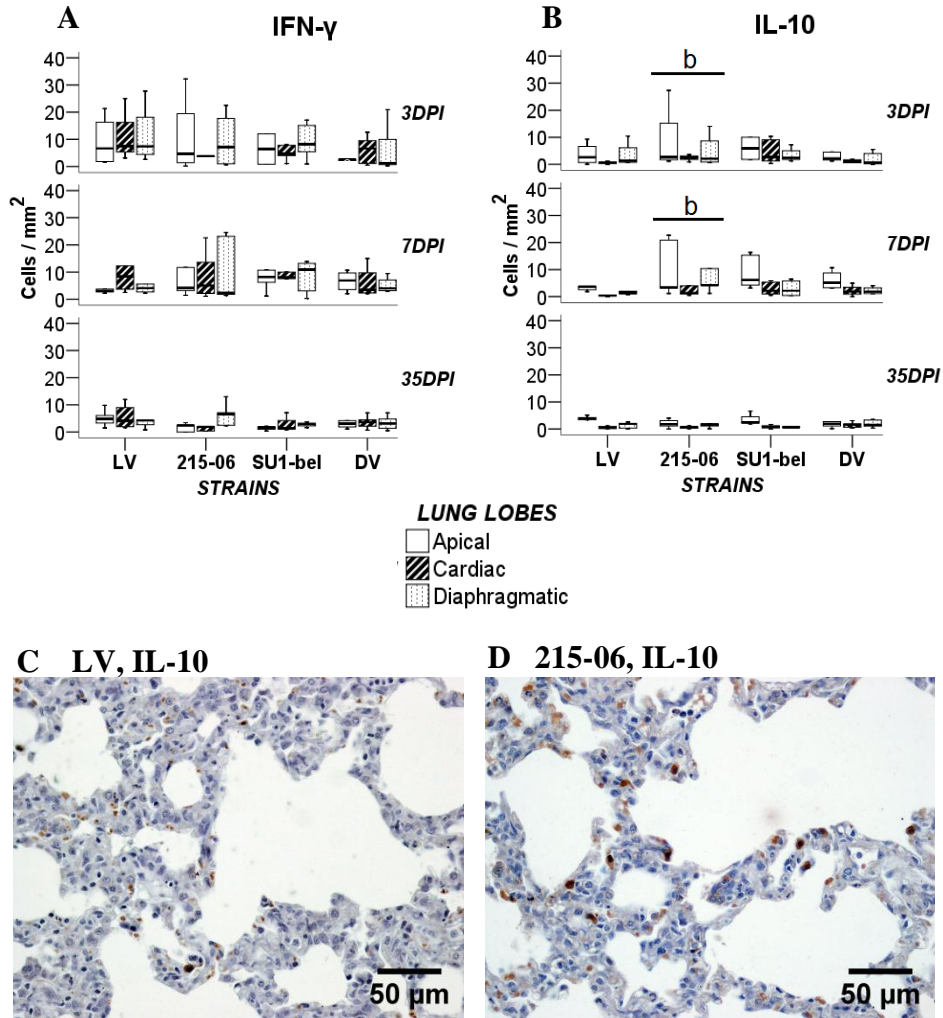 A
IFN-γ
40
30
20
10
0
3DPI
40
30
20
10
0
7DPI
40
30
20
10
0
35DPI
Cells / mm²
LV
215-06
SU1-bel
DV
STRAINS
B
IL-10
b
40
30
20
10
0
3DPI
b
40
30
20
10
0
7DPI
40
30
20
10
0
35DPI
Cells / mm²
LV
215-06
SU1-bel
DV
STRAINS
LUNG LOBES
Apical
Cardiac
Diaphragmatic
C LV, IL-10
50 µm
D 215-06, IL-10
50 µm